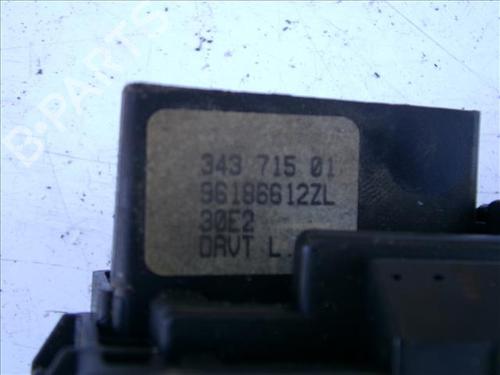 B-PARTS
343 715 01
96186612ZL
30E2
DAVT L.